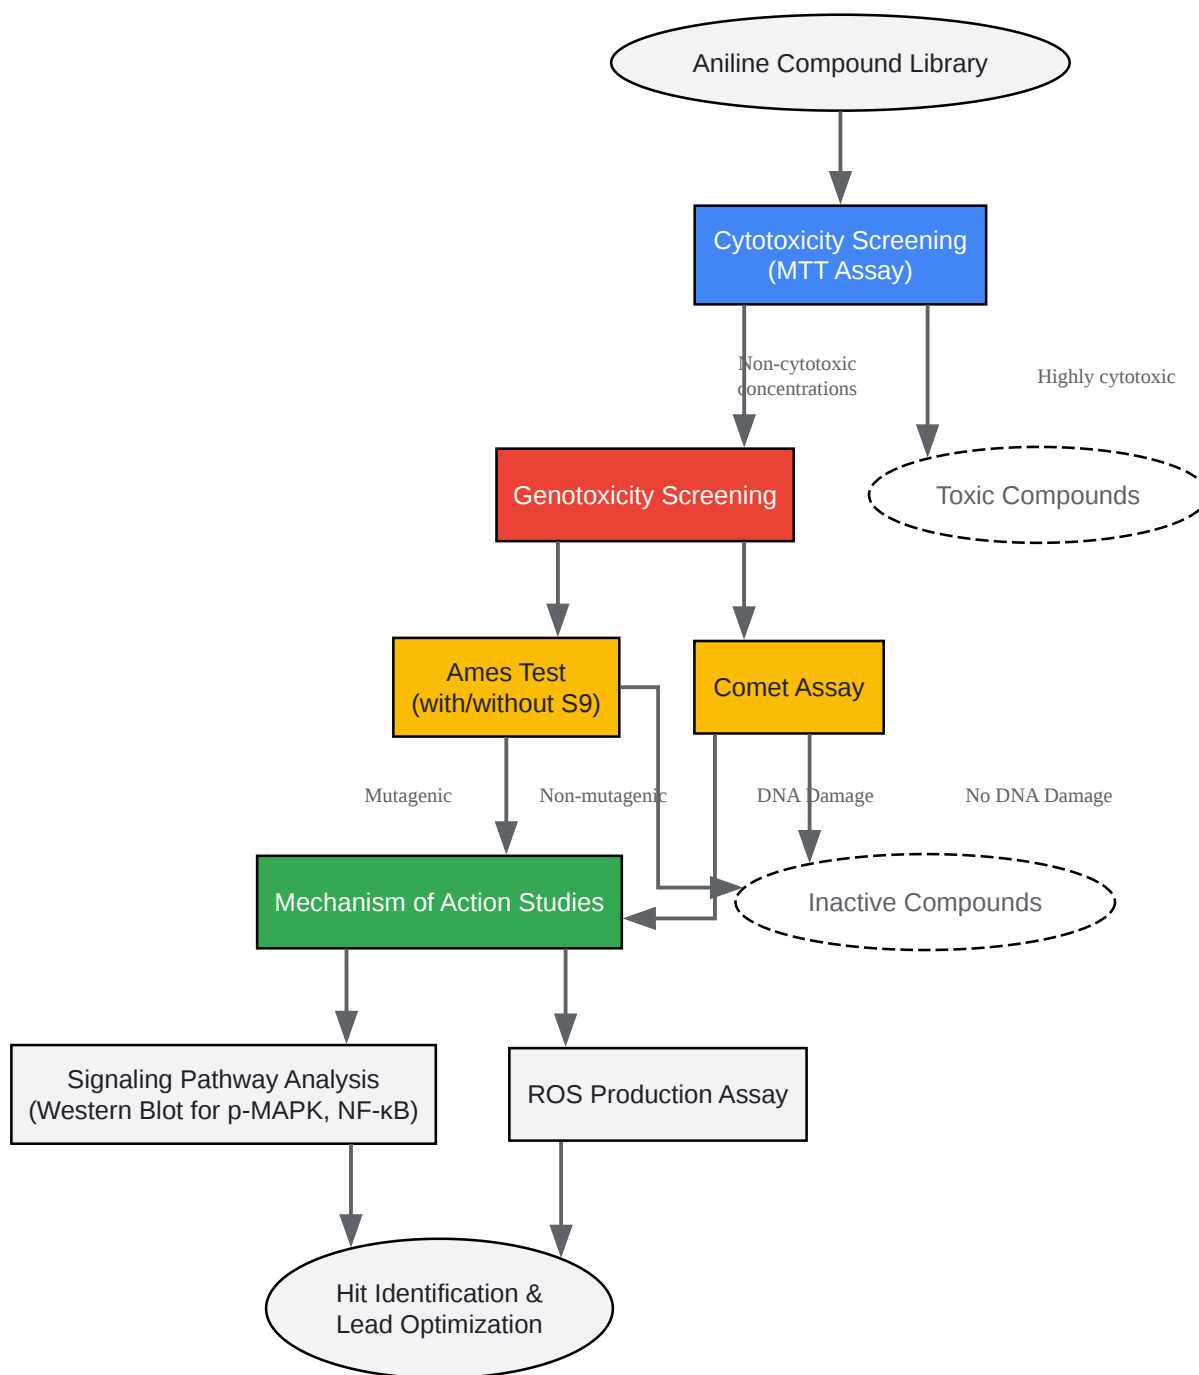 Aniline Compound Library
Cytotoxicity Screening
(MTT Assay)
Non-cytotoxic
concentrations
Highly cytotoxic
Genotoxicity Screening
Toxic Compounds
Ames Test
(with/without S9)
Comet Assay
Mutagenic
Non-mutagenic
DNA Damage
No DNA Damage
Mechanism of Action Studies
Inactive Compounds
Signaling Pathway Analysis
(Western Blot for p-MAPK, NF-κB)
ROS Production Assay
Hit Identification &
Lead Optimization